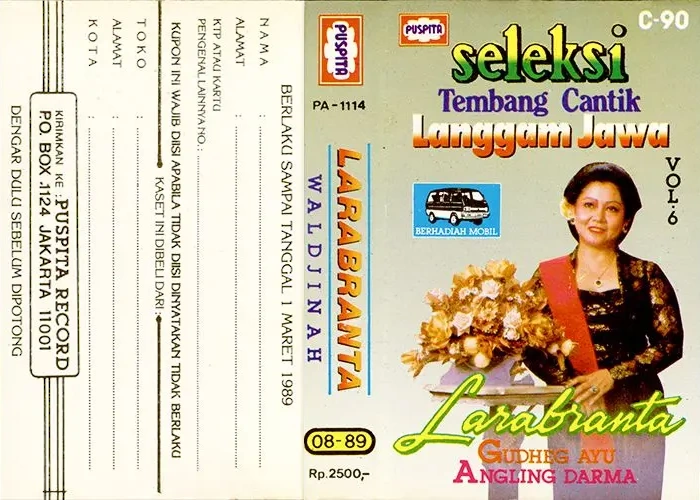 BERLAKU SAMPAI TANGGAL 1 MARET 1989
NAMA :
ALAMAT :
KTP ATAU KARTU
PENGENAL LAINNYA NO. :
KUPON INI WAJIB DIISI APABILA TIDAK DIISI DINYATAKAN TIDAK BERLAKU
KASET INI DIBELI DARI :
TOKO :
ALAMAT :
KOTA :
KIRIMKAN KE : PUSPITA RECORD
P.O. BOX .1124 JAKARTA 11001
DENGAR DULU SEBELUM DIPOTONG
PUSPITA
PA-1114
LARABRANTA
WALDJINAH
08-89
Rp.2500,-
PUSPITA
C-90
seleksi
Tembang Cantik
Langgam Jawa
VOL.6
BERHADIAH MOBIL
Larabranta
GUDHEG AYU
ANGLING DARMA